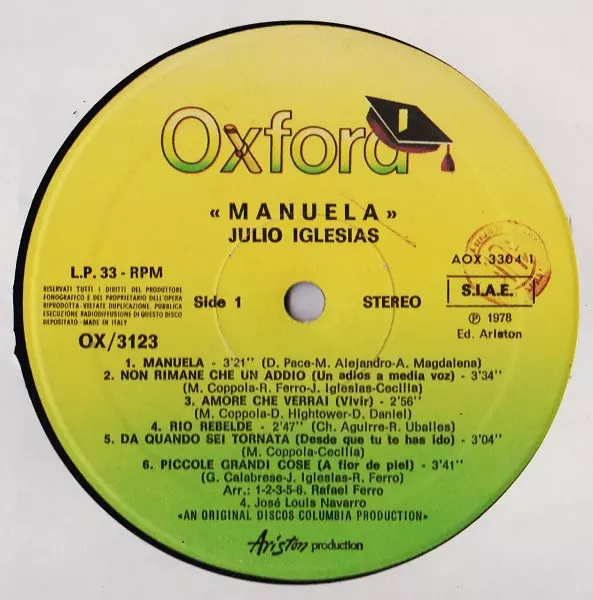 Oxford
« MANUELA »
JULIO IGLESIAS
L.P. 33 - RPM
RISERVATI TUTTI I DIRITTI DEL PRODUTTORE
FONOGRAFICO E DEL PROPRIETARIO DELL'OPERA
RIPRODOTTA - VIETATE DUPLICAZIONE, PUBBLICA
ESECUZIONE RADIODIFFUSIONE DI QUESTO DISCO
DEPOSITATO - MADE IN ITALY
OX/3123
Side 1
STEREO
AOX 3304 1
S.I.A.E.
℗ 1978
Ed. Ariston
1. MANUELA - 3'21'' (D. Pace-M. Alejandro-A. Magdalena)
2. NON RIMANE CHE UN ADDIO (Un adios a media voz) - 3'34''
(M. Coppola-R. Ferro-J. Iglesias-Cecilia)
3. AMORE CHE VERRAI (Vivir) - 2'56''
(M. Coppola-D. Hightower-D. Daniel)
4. RIO REBELDE - 2'47'' (Ch. Aguirre-R. Uballes)
5. DA QUANDO SEI TORNATA (Desde que tu te has ido) - 3'04''
(M. Coppola-Cecilia)
6. PICCOLE GRANDI COSE (A fior de piel) - 3'41''
(G. Calabrese-J. Iglesias-R. Ferro)
Arr.: 1-2-3-5-6. Rafael Ferro
4. José Louis Navarro
«AN ORIGINAL DISCOS COLUMBIA PRODUCTION»
Ariston production